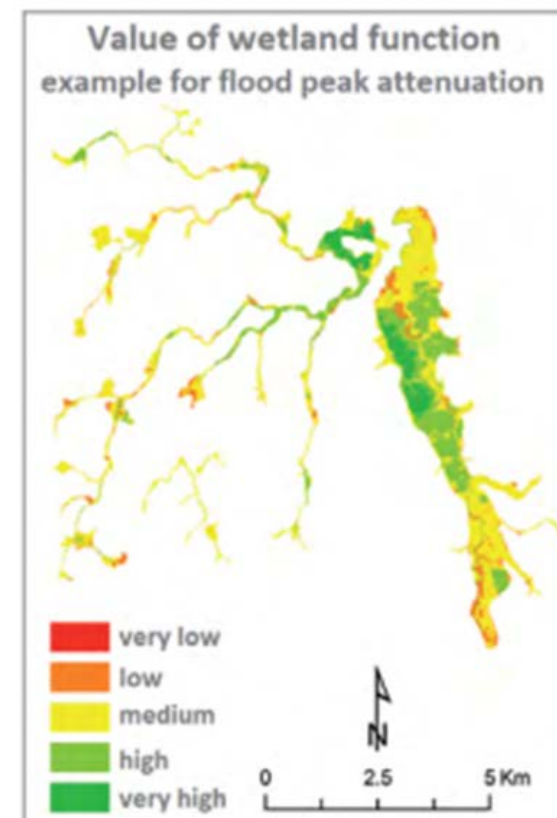 Value of wetland function
example for flood peak attenuation
very low
low
medium
high
very high
N
0 2.5 5 Km